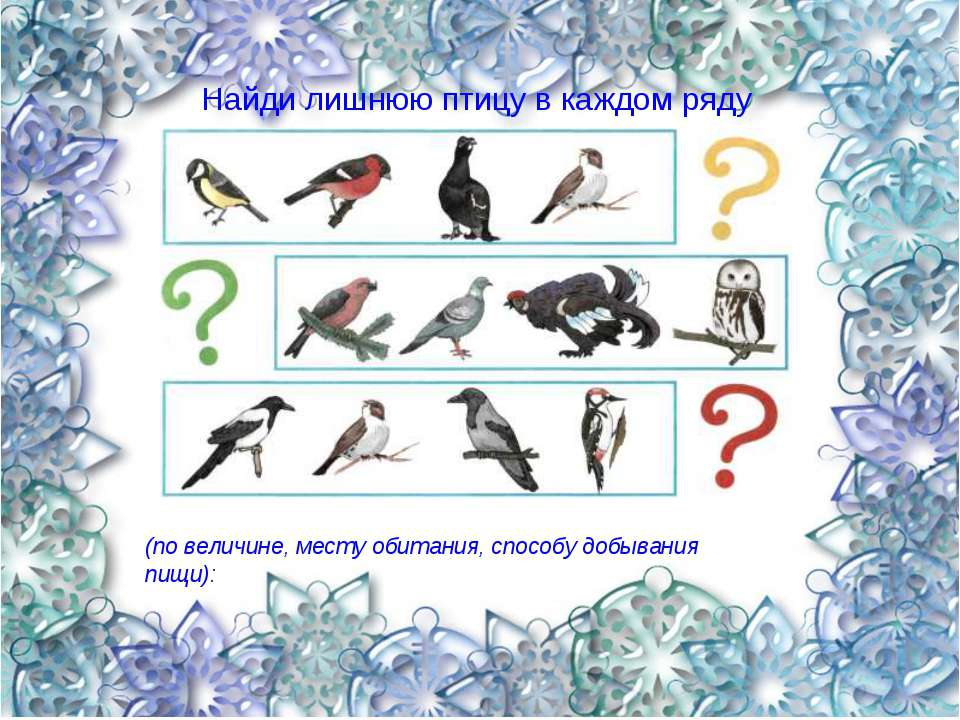 Найди лишнюю птицу в каждом ряду
?
?
?
(по величине, месту обитания, способу добывания
пищи):